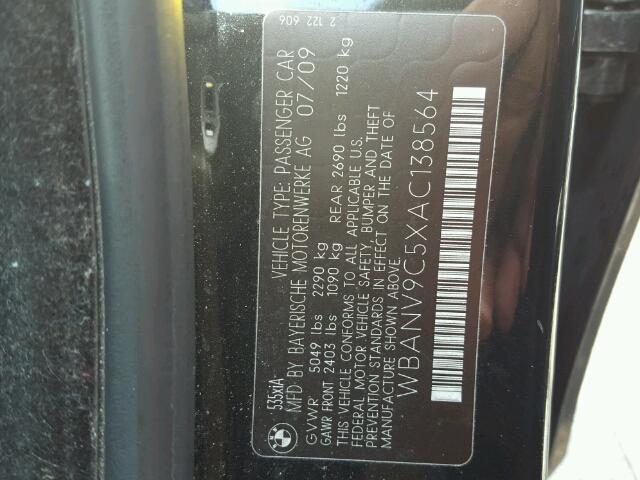 535xiA 2 122 606
VEHICLE TYPE: PASSENGER CAR
MFD BY BAYERISCHE MOTORENWERKE AG 07/09
GVWR 5049 lbs 2290 kg
GAWR FRONT 2403 lbs 1090 kg REAR 2690 lbs 1220 kg
THIS VEHICLE CONFORMS TO ALL APPLICABLE U.S.
FEDERAL MOTOR VEHICLE SAFETY, BUMPER AND THEFT
PREVENTION STANDARDS IN EFFECT ON THE DATE OF
MANUFACTURE SHOWN ABOVE.
WBANV9C5XAC138564